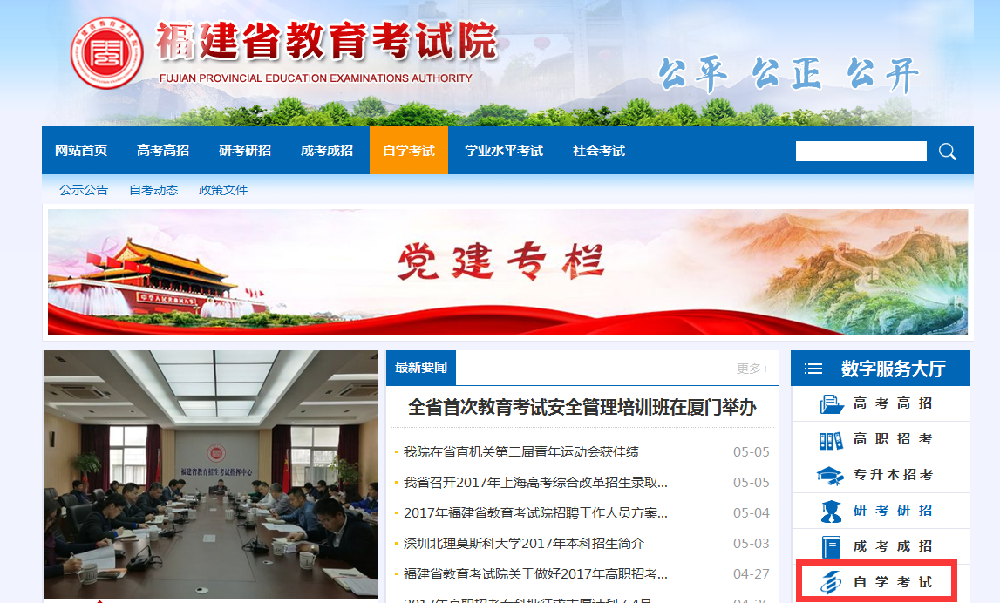 福建省教育考试院
FUJIAN PROVINCIAL EDUCATION EXAMINATIONS AUTHORITY
公平 公正 公开
网站首页 高考高招 研考研招 成考成招 自学考试 学业水平考试 社会考试
公示公告 自考动态 政策文件
党建专栏
最新要闻 更多+
全省首次教育考试安全管理培训班在厦门举办
我院在省直机关第二届青年运动会获佳绩 05-05
我省召开2017年上海高考综合改革招生录取... 05-05
2017年福建省教育考试院招聘工作人员方案... 05-04
深圳北理莫斯科大学2017年本科招生简介 05-03
福建省教育考试院关于做好2017年高职招考... 04-27
福建省教育招生考试指挥中心
数字服务大厅
高考高招
高职招考
专升本招考
研考研招
成考成招
自学考试